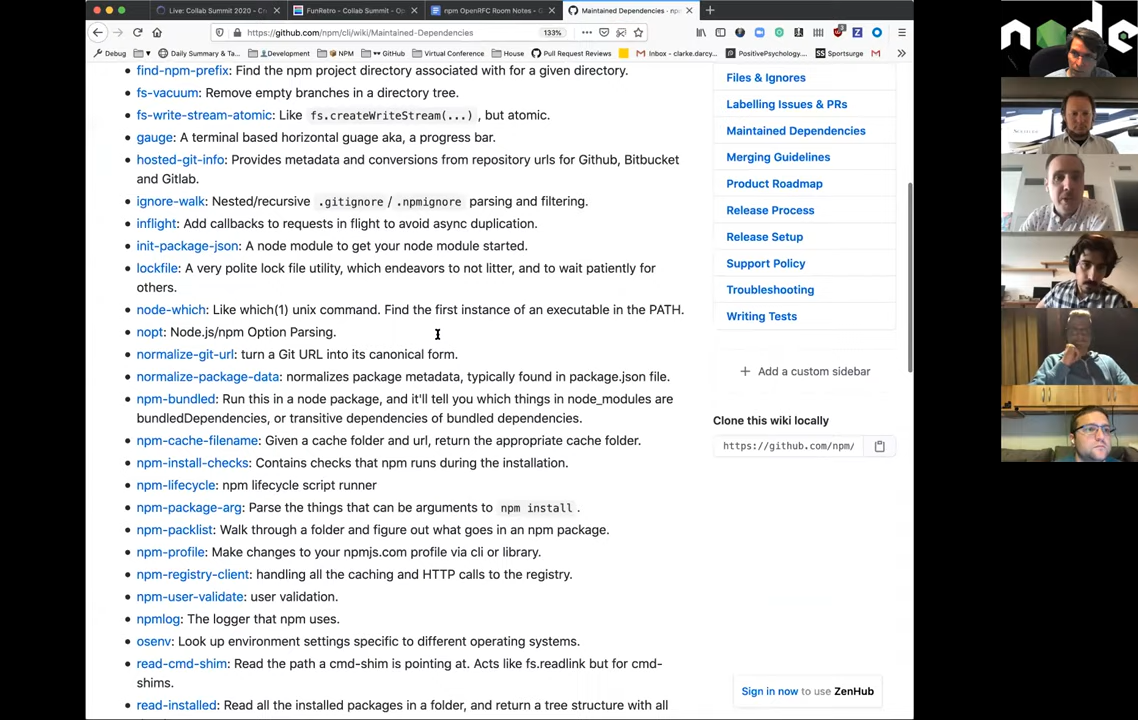 Live: Collab Summit 2020 - Cr
FunRetro - Collab Summit - Op
npm OpenRFC Room Notes - G
Maintained Dependencies · np
https://github.com/npm/cli/wiki/Maintained-Dependencies
133%
Debug
Daily Summary & Ta...
Development
NPM
GitHub
Virtual Conference
House
Pull Request Reviews
Inbox - clarke.darcy...
PositivePsychology....
Sportsurge
find-npm-prefix: Find the npm project directory associated with for a given directory.
fs-vacuum: Remove empty branches in a directory tree.
fs-write-stream-atomic: Like fs.createWriteStream(...) , but atomic.
gauge: A terminal based horizontal guage aka, a progress bar.
hosted-git-info: Provides metadata and conversions from repository urls for Github, Bitbucket
and Gitlab.
ignore-walk: Nested/recursive .gitignore / .npmignore parsing and filtering.
inflight: Add callbacks to requests in flight to avoid async duplication.
init-package-json: A node module to get your node module started.
lockfile: A very polite lock file utility, which endeavors to not litter, and to wait patiently for
others.
node-which: Like which(1) unix command. Find the first instance of an executable in the PATH.
nopt: Node.js/npm Option Parsing.
normalize-git-url: turn a Git URL into its canonical form.
normalize-package-data: normalizes package metadata, typically found in package.json file.
npm-bundled: Run this in a node package, and it'll tell you which things in node_modules are
bundledDependencies, or transitive dependencies of bundled dependencies.
npm-cache-filename: Given a cache folder and url, return the appropriate cache folder.
npm-install-checks: Contains checks that npm runs during the installation.
npm-lifecycle: npm lifecycle script runner
npm-package-arg: Parse the things that can be arguments to npm install .
npm-packlist: Walk through a folder and figure out what goes in an npm package.
npm-profile: Make changes to your npmjs.com profile via cli or library.
npm-registry-client: handling all the caching and HTTP calls to the registry.
npm-user-validate: user validation.
npmlog: The logger that npm uses.
osenv: Look up environment settings specific to different operating systems.
read-cmd-shim: Read the path a cmd-shim is pointing at. Acts like fs.readlink but for cmd-
shims.
read-installed: Read all the installed packages in a folder, and return a tree structure with all
Files & Ignores
Labelling Issues & PRs
Maintained Dependencies
Merging Guidelines
Product Roadmap
Release Process
Release Setup
Support Policy
Troubleshooting
Writing Tests
Add a custom sidebar
Clone this wiki locally
https://github.com/npm/
Sign in now to use ZenHub
node